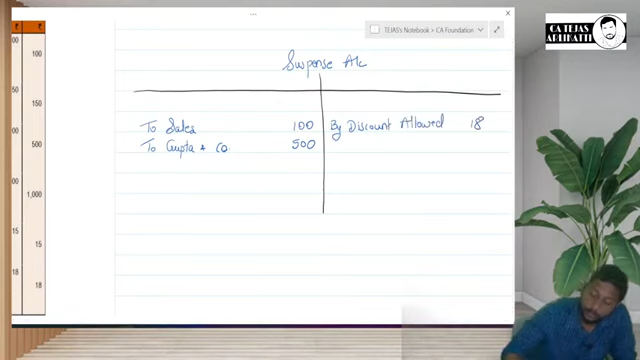 ₹
₹
00
100
TEJAS's Notebook > CA Foundation
CA TEJAS
ABLIKATTI
Suspense A/c
50
150
To Sales 100 By Discount Allowed 18
To Gupta + co 500
00
500
00
1,000
15
15
18
18